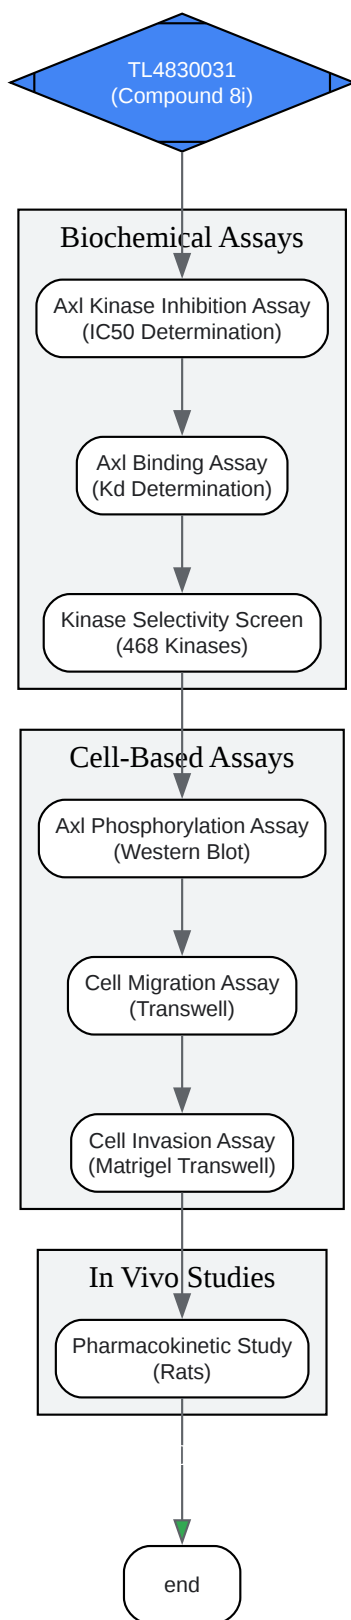 TL4830031
(Compound 8i)
Biochemical Assays
Axl Kinase Inhibition Assay
(IC50 Determination)
Axl Binding Assay
(Kd Determination)
Kinase Selectivity Screen
(468 Kinases)
Cell-Based Assays
Axl Phosphorylation Assay
(Western Blot)
Cell Migration Assay
(Transwell)
Cell Invasion Assay
(Matrigel Transwell)
In Vivo Studies
Pharmacokinetic Study
(Rats)
end